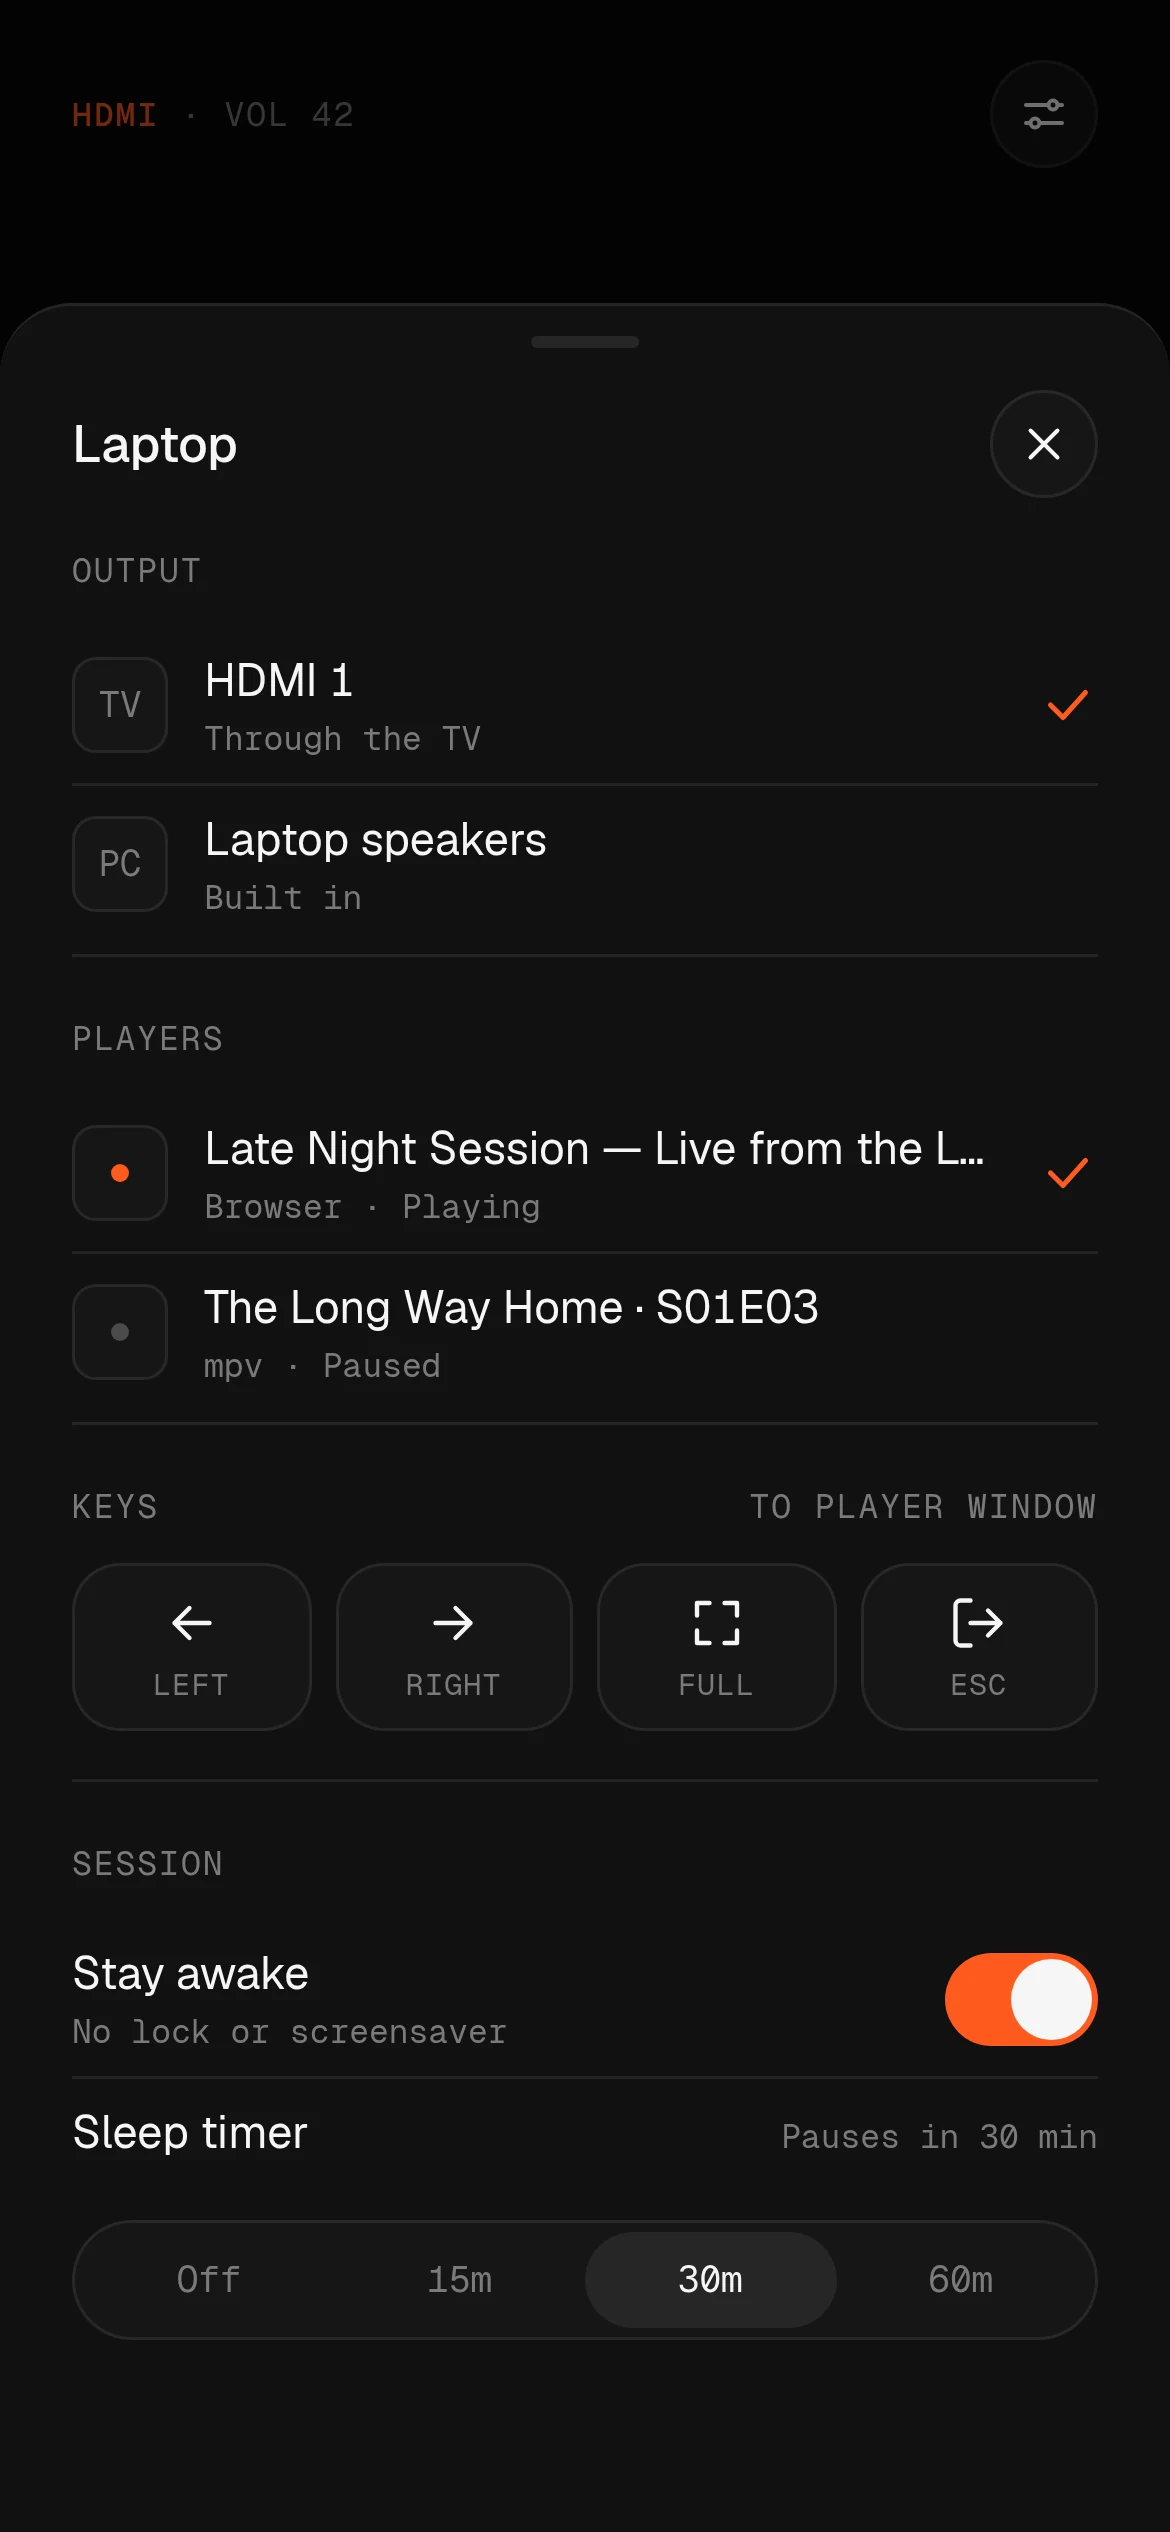 HDMI · VOL 42
Laptop
OUTPUT
TV
HDMI 1
Through the TV
PC
Laptop speakers
Built in
PLAYERS
Late Night Session — Live from the L...
Browser · Playing
The Long Way Home · S01E03
mpv · Paused
KEYS
TO PLAYER WINDOW
LEFT
RIGHT
FULL
ESC
SESSION
Stay awake
No lock or screensaver
Sleep timer
Pauses in 30 min
Off
15m
30m
60m